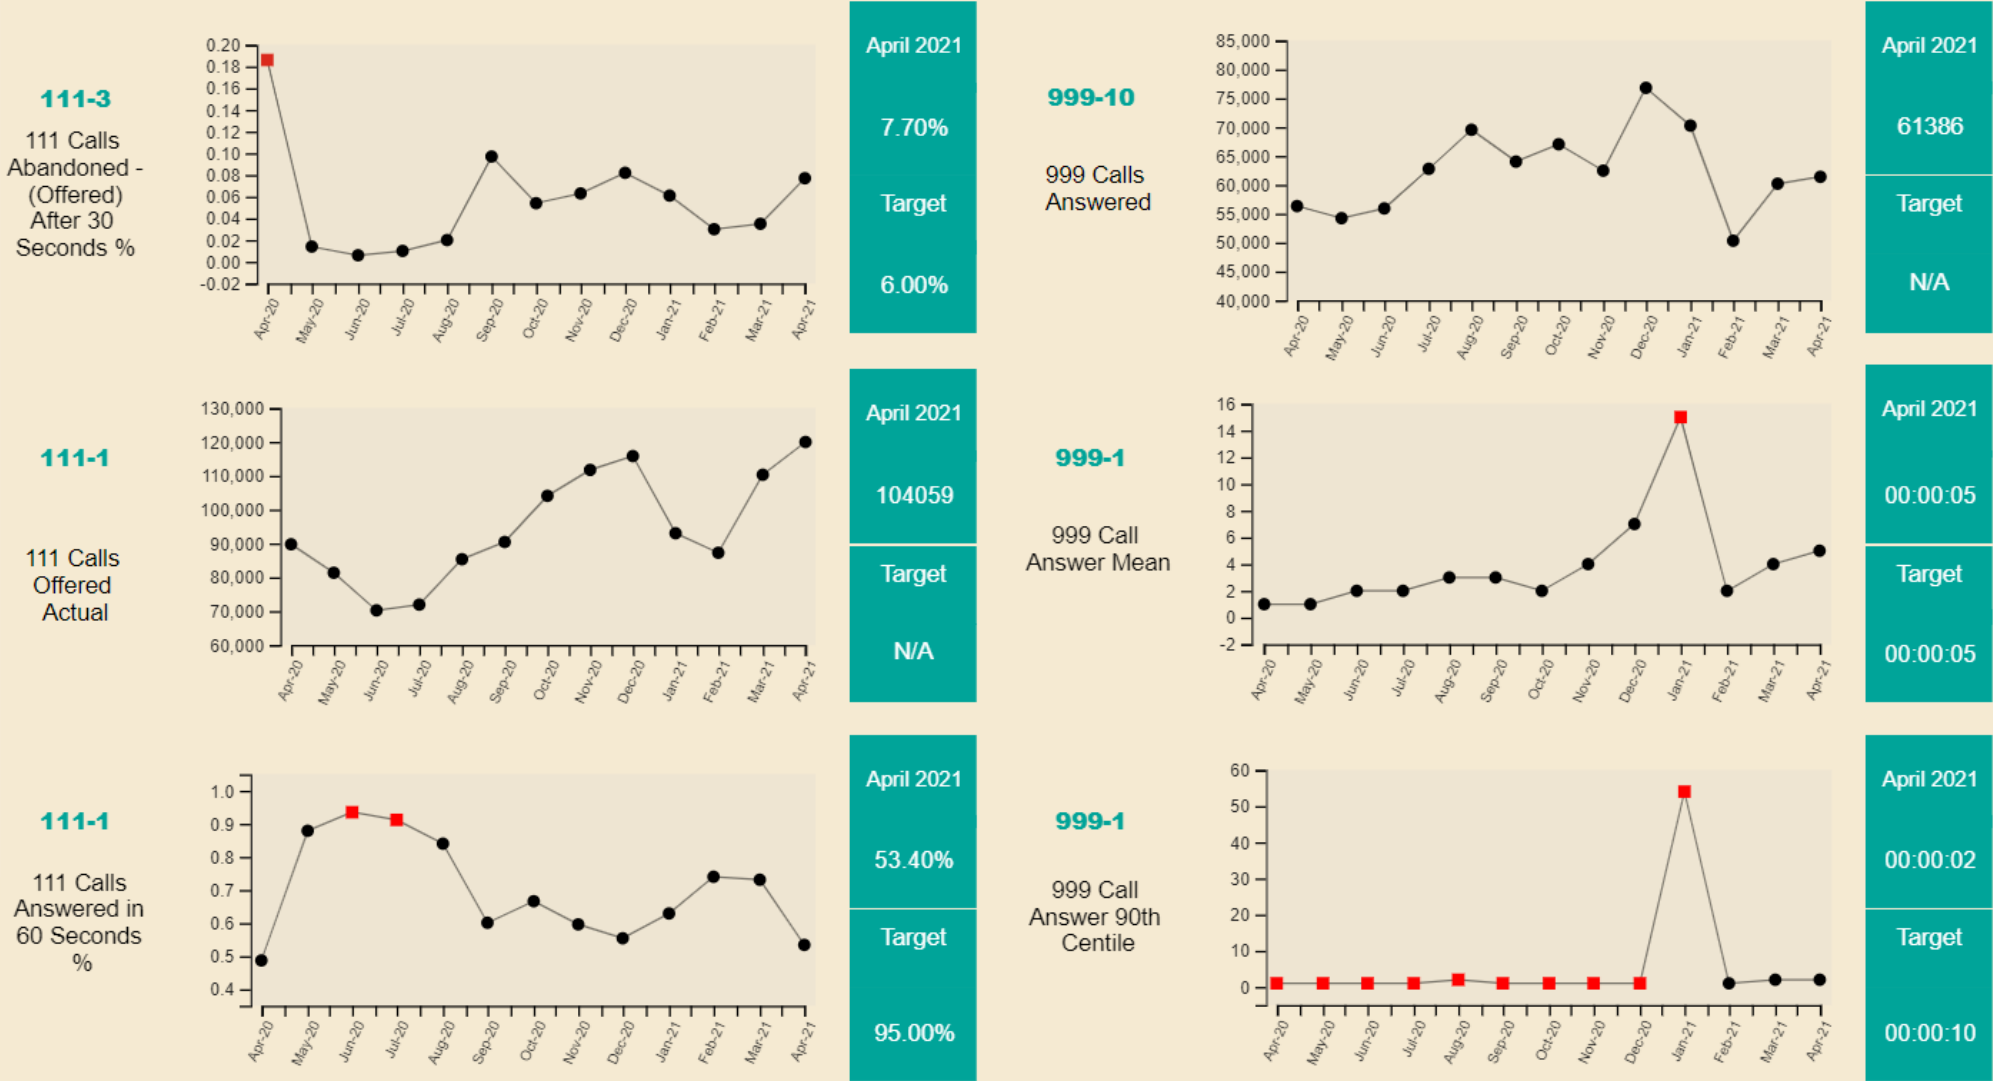 111-3
111 Calls
Abandoned -
(Offered)
After 30
Seconds %
0.20
0.18
0.16
0.14
0.12
0.10
0.08
0.06
0.04
0.02
0.00
-0.02
Apr-20
May-20
Jun-20
Jul-20
Aug-20
Sep-20
Oct-20
Nov-20
Dec-20
Jan-21
Feb-21
Mar-21
Apr-21
April 2021
7.70%
Target
6.00%
999-10
999 Calls
Answered
85,000
80,000
75,000
70,000
65,000
60,000
55,000
50,000
45,000
40,000
Apr-20
May-20
Jun-20
Jul-20
Aug-20
Sep-20
Oct-20
Nov-20
Dec-20
Jan-21
Feb-21
Mar-21
Apr-21
April 2021
61386
Target
N/A
111-1
111 Calls
Offered
Actual
130,000
120,000
110,000
100,000
90,000
80,000
70,000
60,000
Apr-20
May-20
Jun-20
Jul-20
Aug-20
Sep-20
Oct-20
Nov-20
Dec-20
Jan-21
Feb-21
Mar-21
Apr-21
April 2021
104059
Target
N/A
999-1
999 Call
Answer Mean
16
14
12
10
8
6
4
2
0
-2
Apr-20
May-20
Jun-20
Jul-20
Aug-20
Sep-20
Oct-20
Nov-20
Dec-20
Jan-21
Feb-21
Mar-21
Apr-21
April 2021
00:00:05
Target
00:00:05
111-1
111 Calls
Answered in
60 Seconds
%
1.0
0.9
0.8
0.7
0.6
0.5
0.4
Apr-20
May-20
Jun-20
Jul-20
Aug-20
Sep-20
Oct-20
Nov-20
Dec-20
Jan-21
Feb-21
Mar-21
Apr-21
April 2021
53.40%
Target
95.00%
999-1
999 Call
Answer 90th
Centile
60
50
40
30
20
10
0
Apr-20
May-20
Jun-20
Jul-20
Aug-20
Sep-20
Oct-20
Nov-20
Dec-20
Jan-21
Feb-21
Mar-21
Apr-21
April 2021
00:00:02
Target
00:00:10